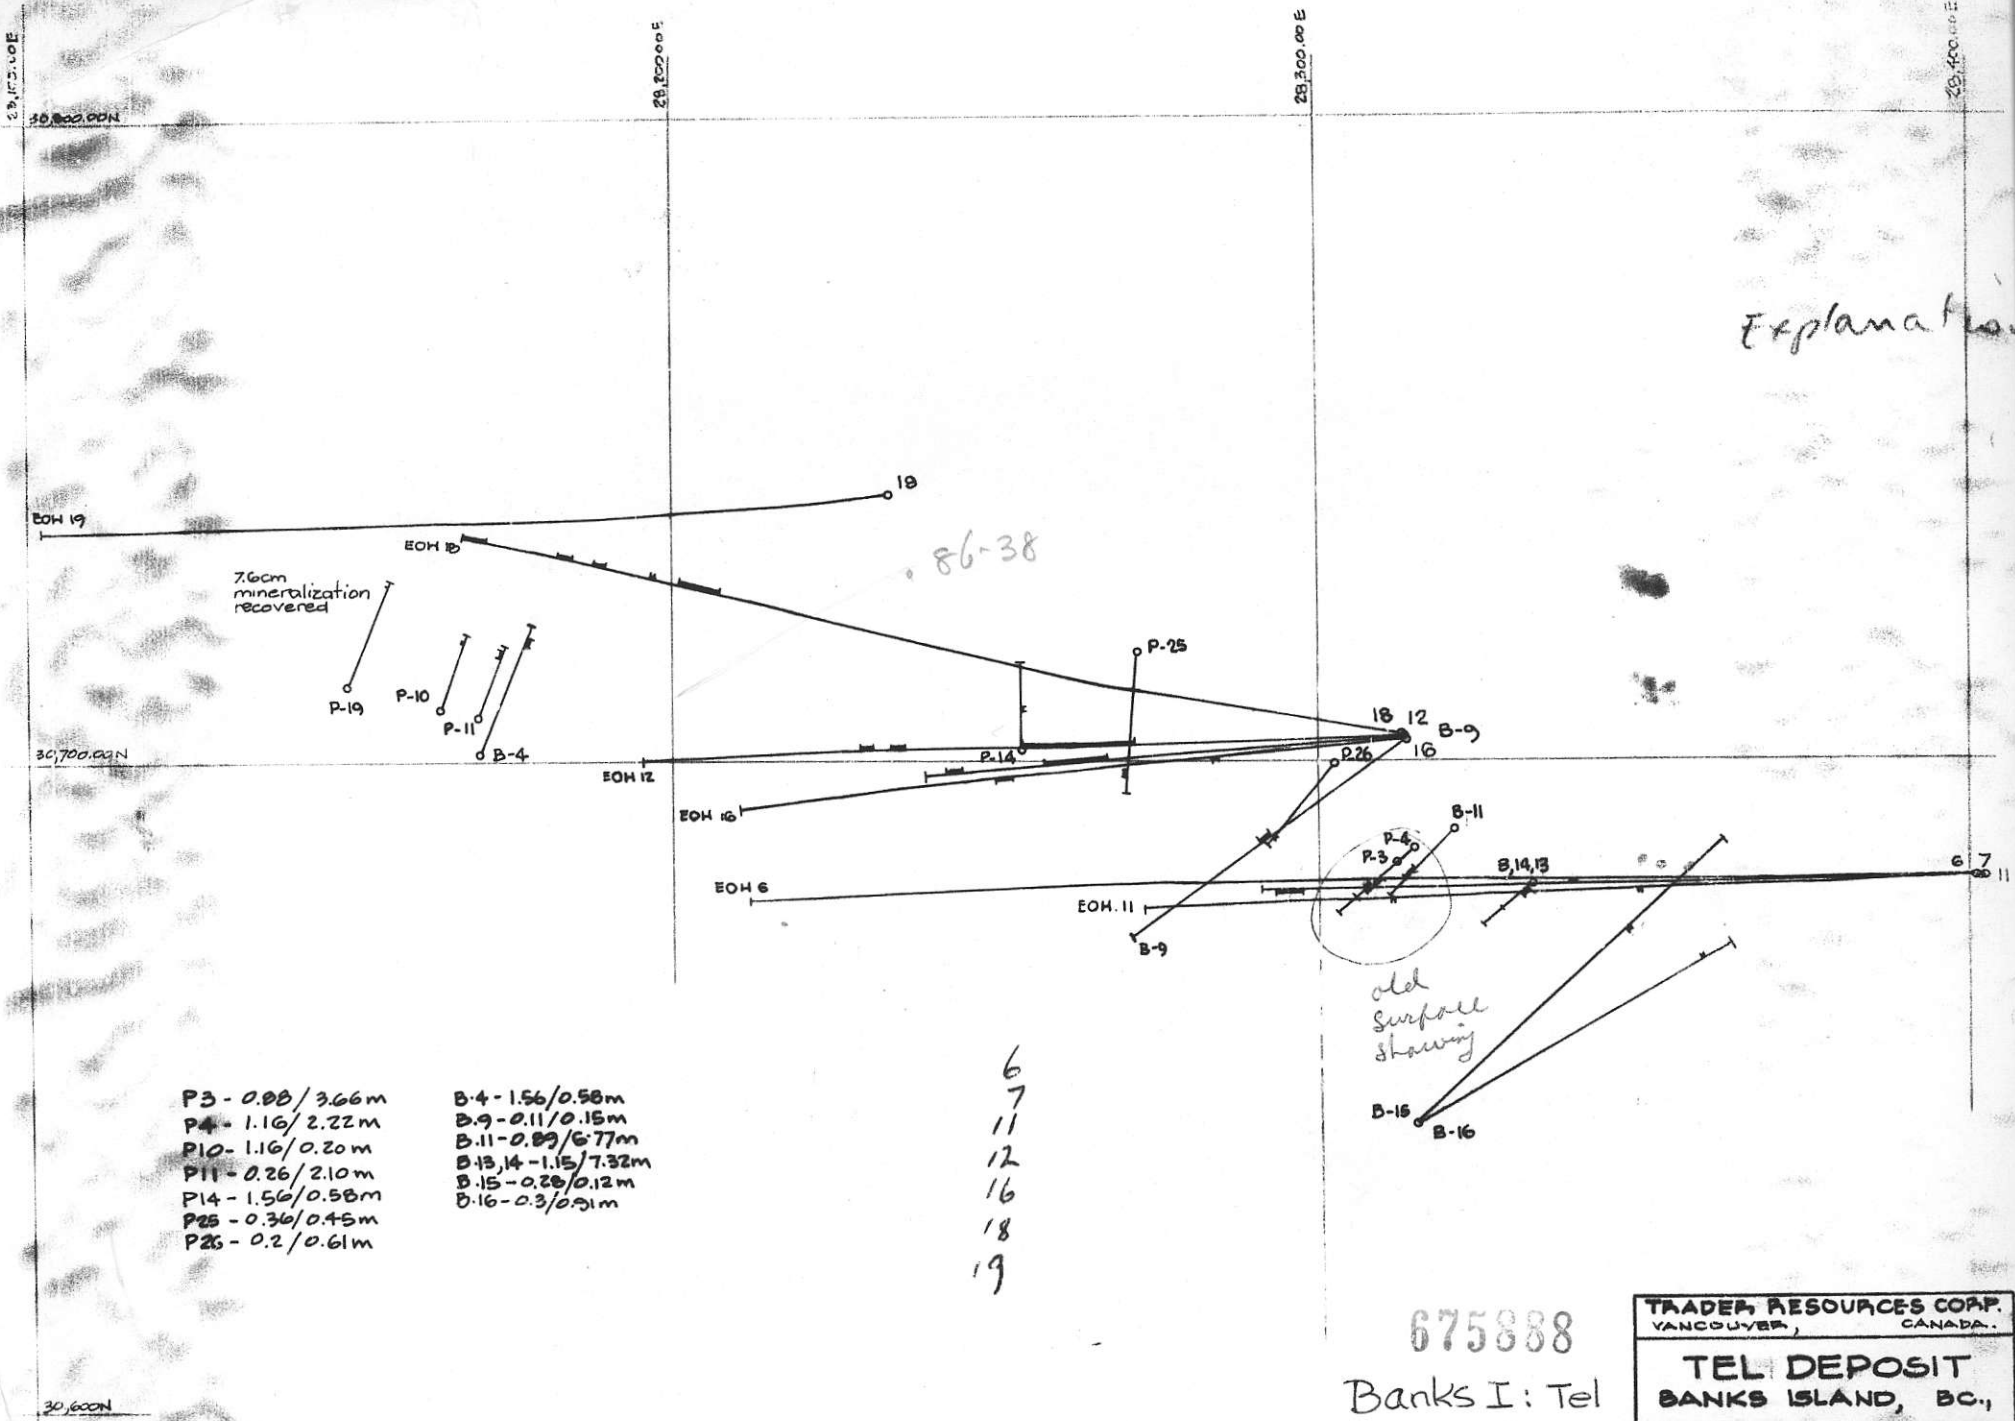 28,200.00E
28,300.00E
28,400.00E
30,800.00N
Explanation
19
EOH 19
EOH 18
86-38
7.6cm
mineralization
recovered
P-25
P-19
P-10
P-11
B-4
18 12
B-9
16
P-26
30,700.00N
P-14
EOH 12
EOH 16
B-11
P-4
P-3
B,14,13
6 7
11
EOH 6
EOH.11
B-9
old
surface
showing
B-15
B-16
P3 - 0.88/3.66m
P4 - 1.16/2.22m
P10 - 1.16/0.20m
P11 - 0.26/2.10m
P14 - 1.56/0.58m
P25 - 0.36/0.45m
P26 - 0.2/0.61m
B.4 - 1.56/0.58m
B.9 - 0.11/0.15m
B.11 - 0.89/6.77m
B.13,14 - 1.15/7.32m
B.15 - 0.28/0.12m
B.16 - 0.3/0.91m
6
7
11
12
16
18
19
675888
Banks I: Tel
TRADER RESOURCES CORP.
VANCOUVER, CANADA.
TEL DEPOSIT
BANKS ISLAND, BC.,
30,600N